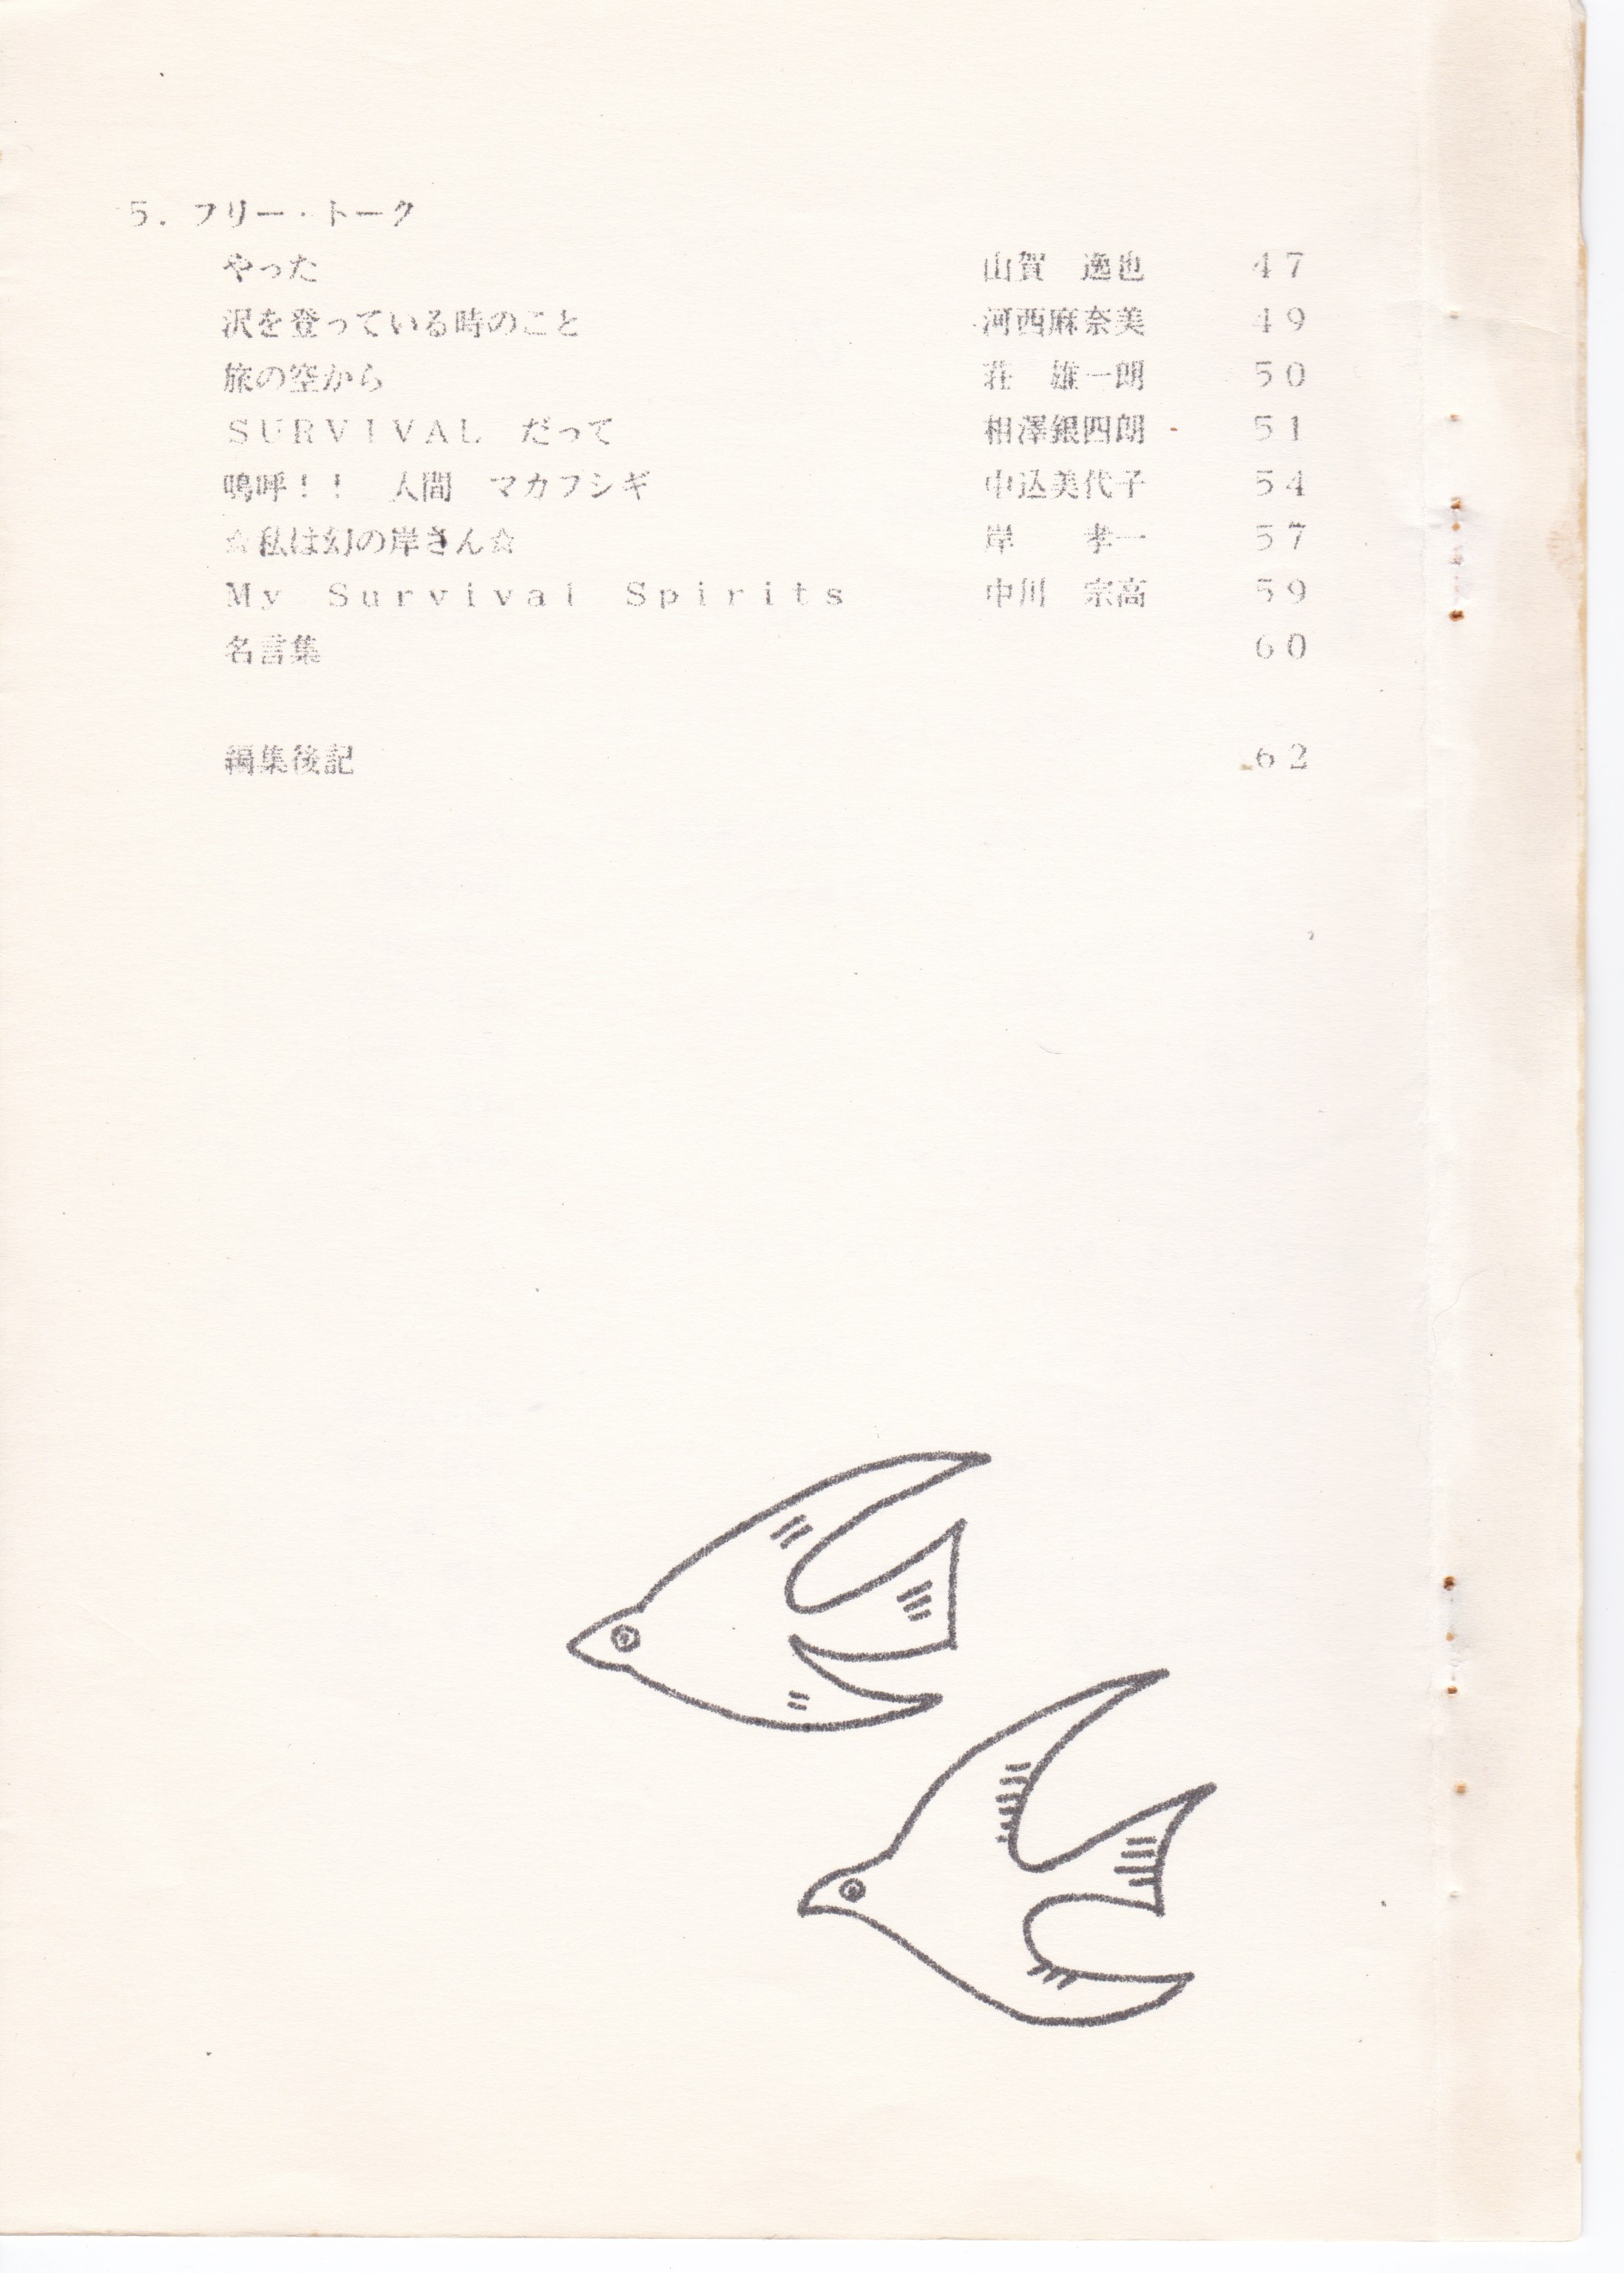 5. フリー・トーク
やった 山賀 逸也 47
沢を登っている時のこと 河西麻奈美 49
旅の空から 荘 雄一朗 50
SURVIVAL だって 相澤銀四朗 51
嗚呼!! 人間 マカフシギ 中込美代子 54
☆私は幻の岸さん☆ 岸 孝一 57
My Survival Spirits 中川 宗高 59
名言集 60
編集後記 62